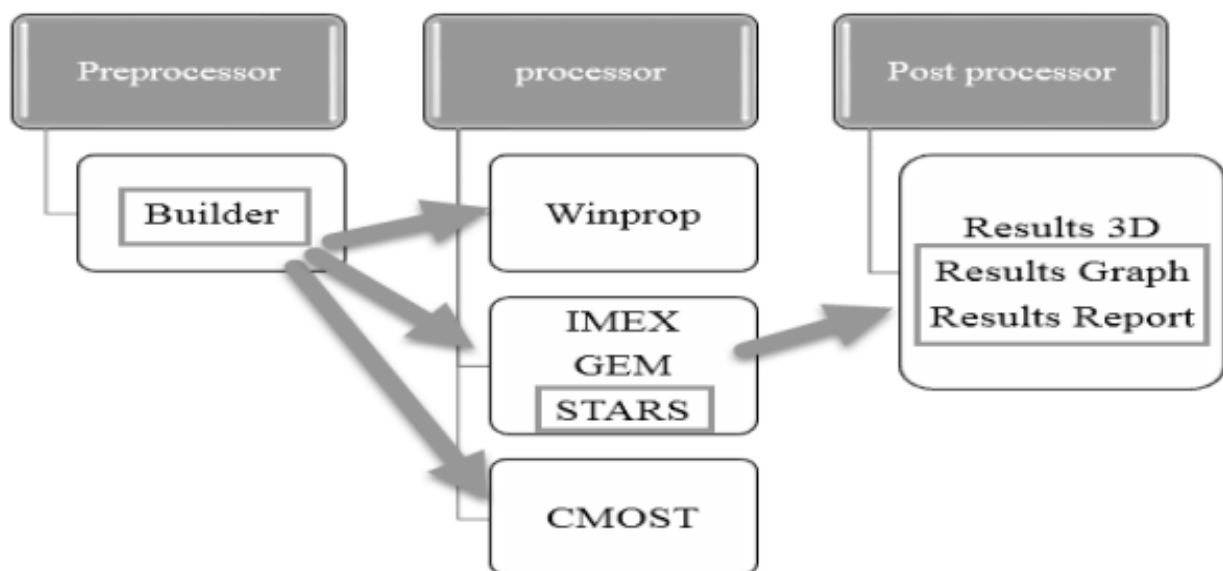 Preprocessor
processor
Post processor
Builder
Winprop
IMEX
GEM
STARS
CMOST
Results 3D
Results Graph
Results Report